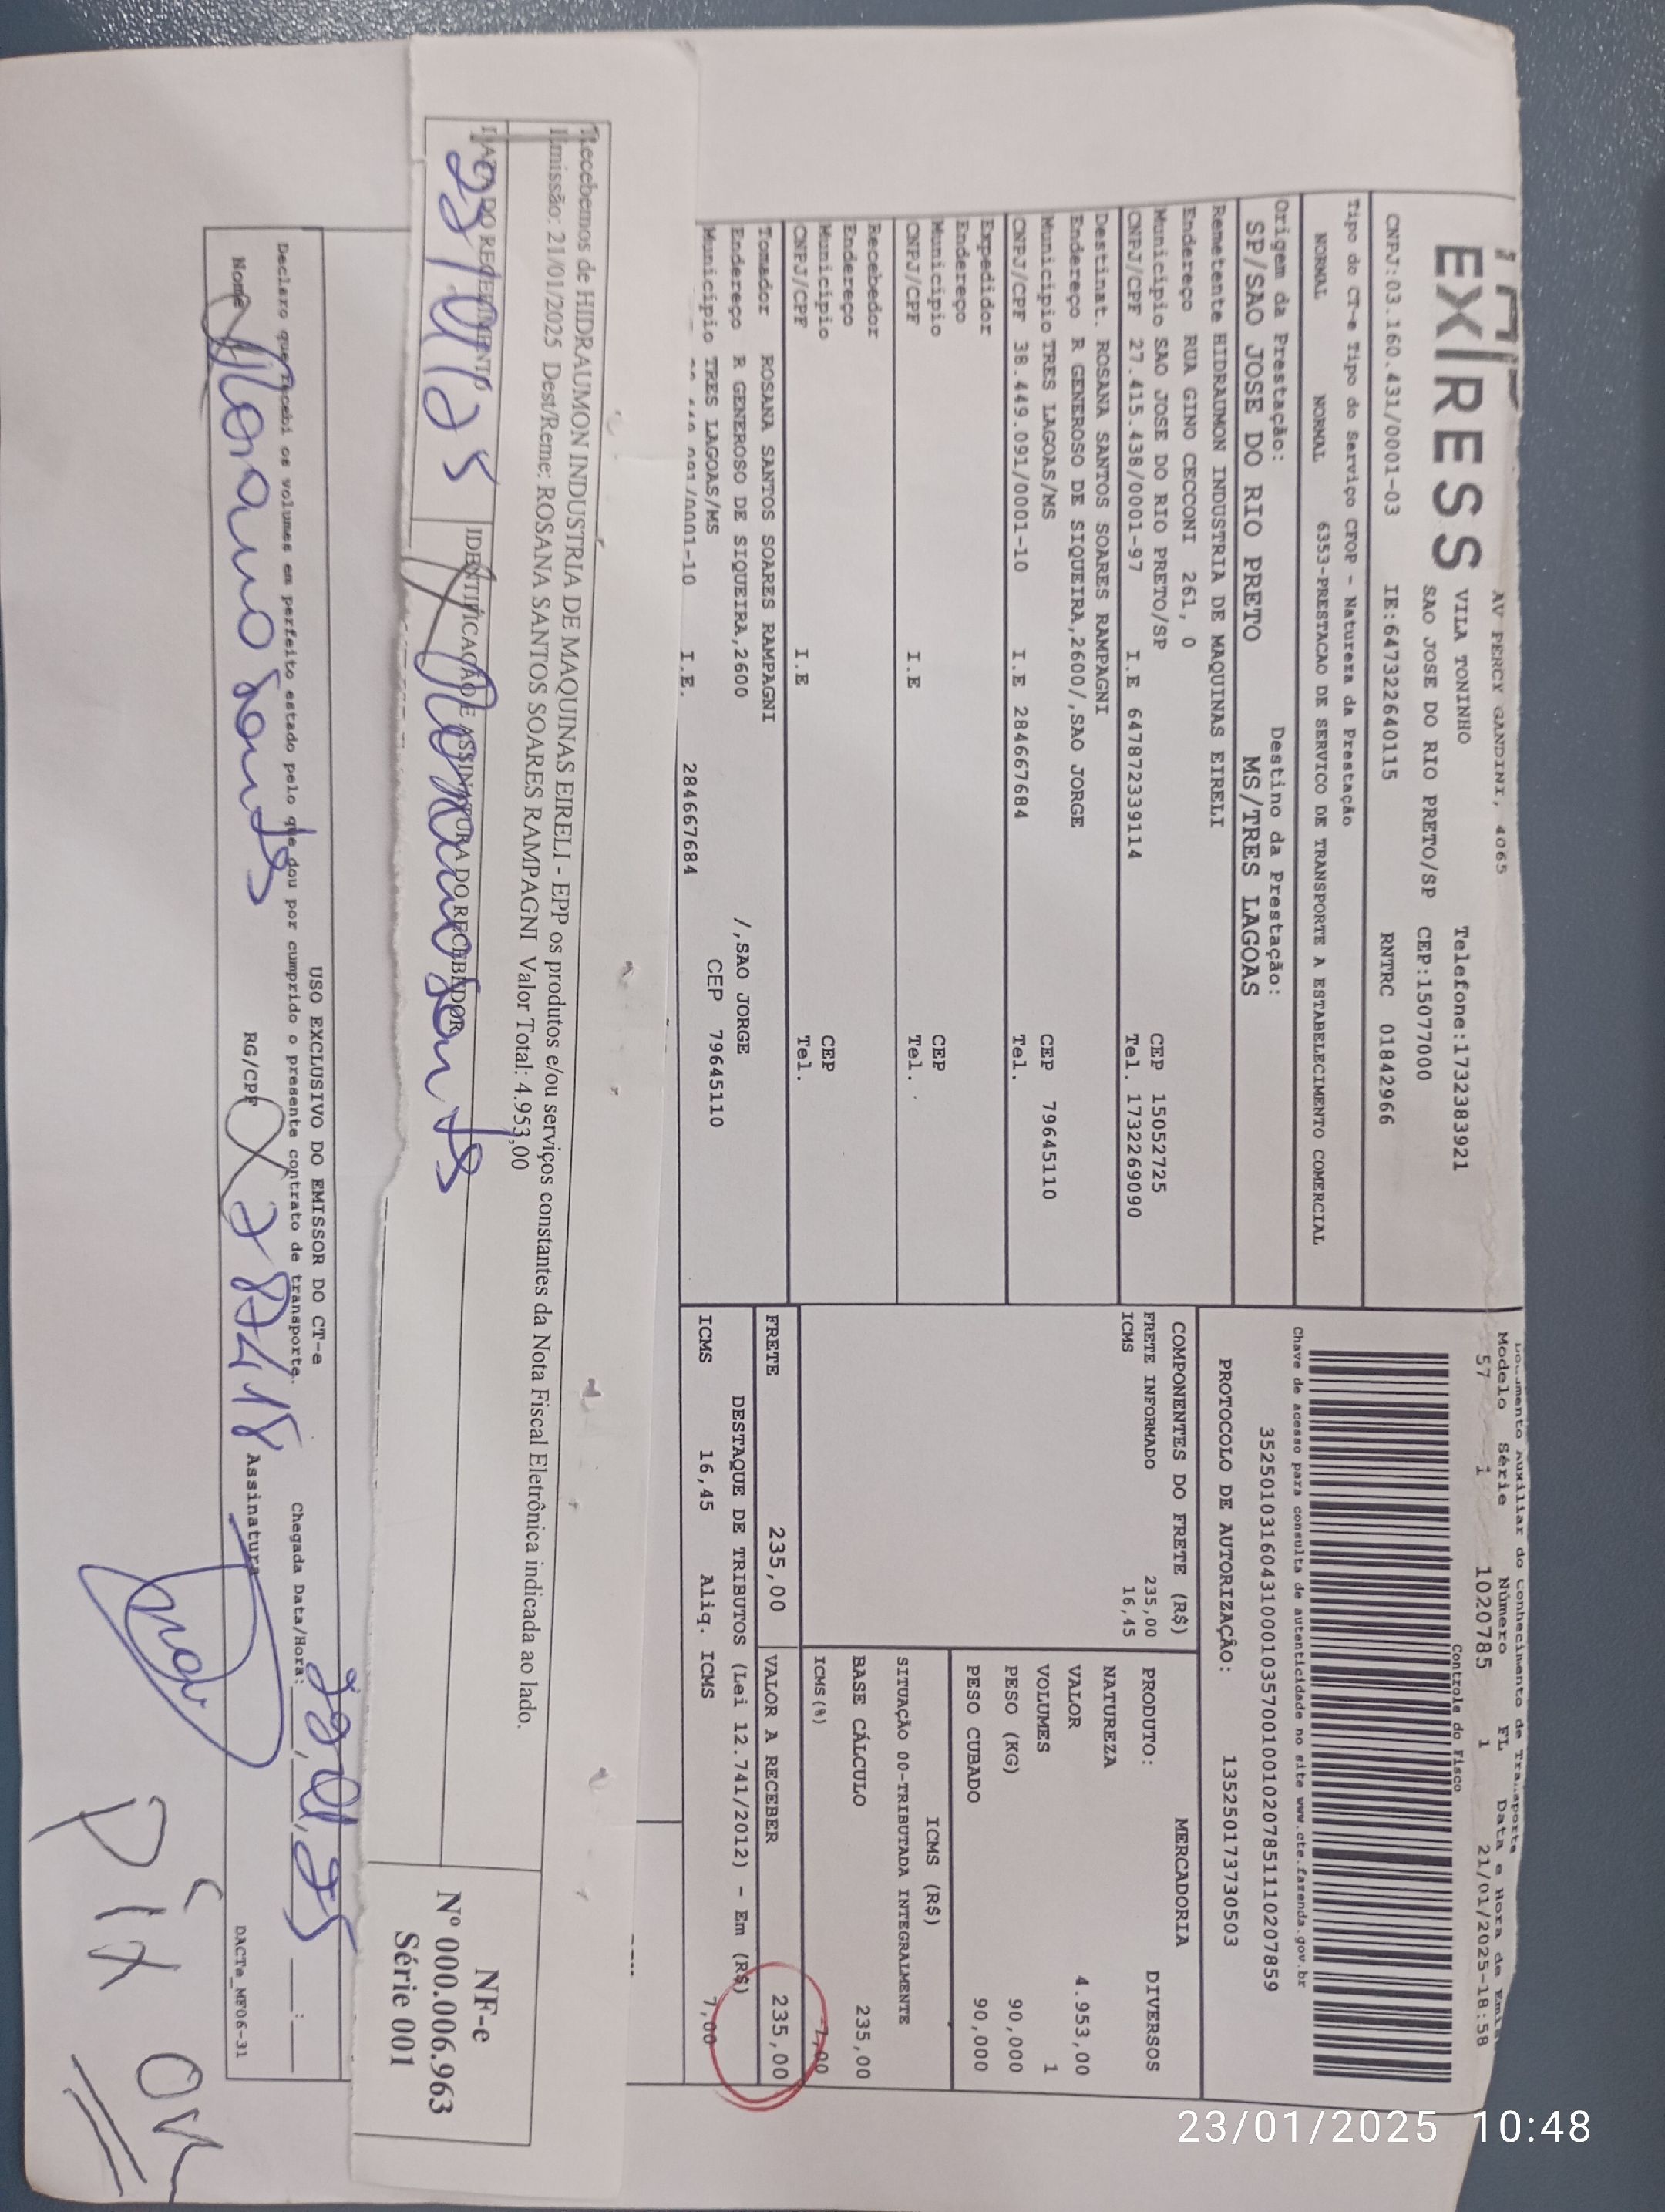 EXPRESS
AV PERCY GANDINI, 4065
VILA TONINHO
SAO JOSE DO RIO PRETO/SP
Telefone:1732383921
CEP:15077000
CNPJ:03.160.431/0001-03 IE:647322640115 RNTRC 01842966
Tipo do CT-e Tipo do Serviço CFOP - Natureza da Prestação
NORMAL NORMAL 6353-PRESTACAO DE SERVICO DE TRANSPORTE A ESTABELECIMENTO COMERCIAL
Origem da Prestação: Destino da Prestação:
SP/SAO JOSE DO RIO PRETO MS/TRES LAGOAS
Remetente HIDRAUMON INDUSTRIA DE MAQUINAS EIRELI
Endereço RUA GINO CECCONI 261, 0
Município SAO JOSE DO RIO PRETO/SP CEP 15052725
CNPJ/CPF 27.415.438/0001-97 I.E 647872339114 Tel. 1732269090
Destinat. ROSANA SANTOS SOARES RAMPAGNI
Endereço R GENEROSO DE SIQUEIRA,2600/,SAO JORGE
Município TRES LAGOAS/MS CEP 79645110
CNPJ/CPF 38.449.091/0001-10 I.E 284667684 Tel.
Expedidor
Endereço
Município CEP
CNPJ/CPF I.E Tel.
Recebedor
Endereço
Município CEP
CNPJ/CPF I.E Tel.
Tomador ROSANA SANTOS SOARES RAMPAGNI
Endereço R GENEROSO DE SIQUEIRA,2600 /,SAO JORGE
Município TRES LAGOAS/MS CEP 79645110
/0001-10 I.E. 284667684
Documento Auxiliar do Conhecimento de Transporte
Modelo Série Número FL Data e Hora de Emis
57 1 1020785 1 21/01/2025-18:58
Controle do Fisco
Chave de acesso para consulta de autenticidade no site www.cte.fazenda.gov.br
35250103160431000103570010010207851110207859
PROTOCOLO DE AUTORIZAÇÃO: 135250173730503
COMPONENTES DO FRETE (R$)
FRETE INFORMADO 235,00
ICMS 16,45
MERCADORIA
PRODUTO: DIVERSOS
NATUREZA
VALOR 4.953,00
VOLUMES 1
PESO (KG) 90,000
PESO CUBADO 90,000
ICMS (R$)
SITUAÇÃO 00-TRIBUTADA INTEGRALMENTE
BASE CÁLCULO 235,00
ICMS(%) 7,00
FRETE 235,00 VALOR A RECEBER 235,00
DESTAQUE DE TRIBUTOS (Lei 12.741/2012) - Em (R$)
ICMS 16,45 Aliq. ICMS 7,00
Recebemos de HIDRAUMON INDUSTRIA DE MAQUINAS EIRELI - EPP os produtos e/ou serviços constantes da Nota Fiscal Eletrônica indicada ao lado.
Emissão: 21/01/2025 Dest/Reme: ROSANA SANTOS SOARES RAMPAGNI Valor Total: 4.953,00
DATA DO RECEBIMENTO IDENTIFICAÇÃO E ASSINATURA DO RECEBEDOR
NF-e
Nº 000.006.963
Série 001
USO EXCLUSIVO DO EMISSOR DO CT-e
Declaro que recebi os volumes em perfeito estado pelo que dou por cumprido o presente contrato de transporte.
Chegada Data/Hora:
Nome RG/CPF Assinatura
DACTe_MF06-31
Pix ok
23/01/2025 10:48